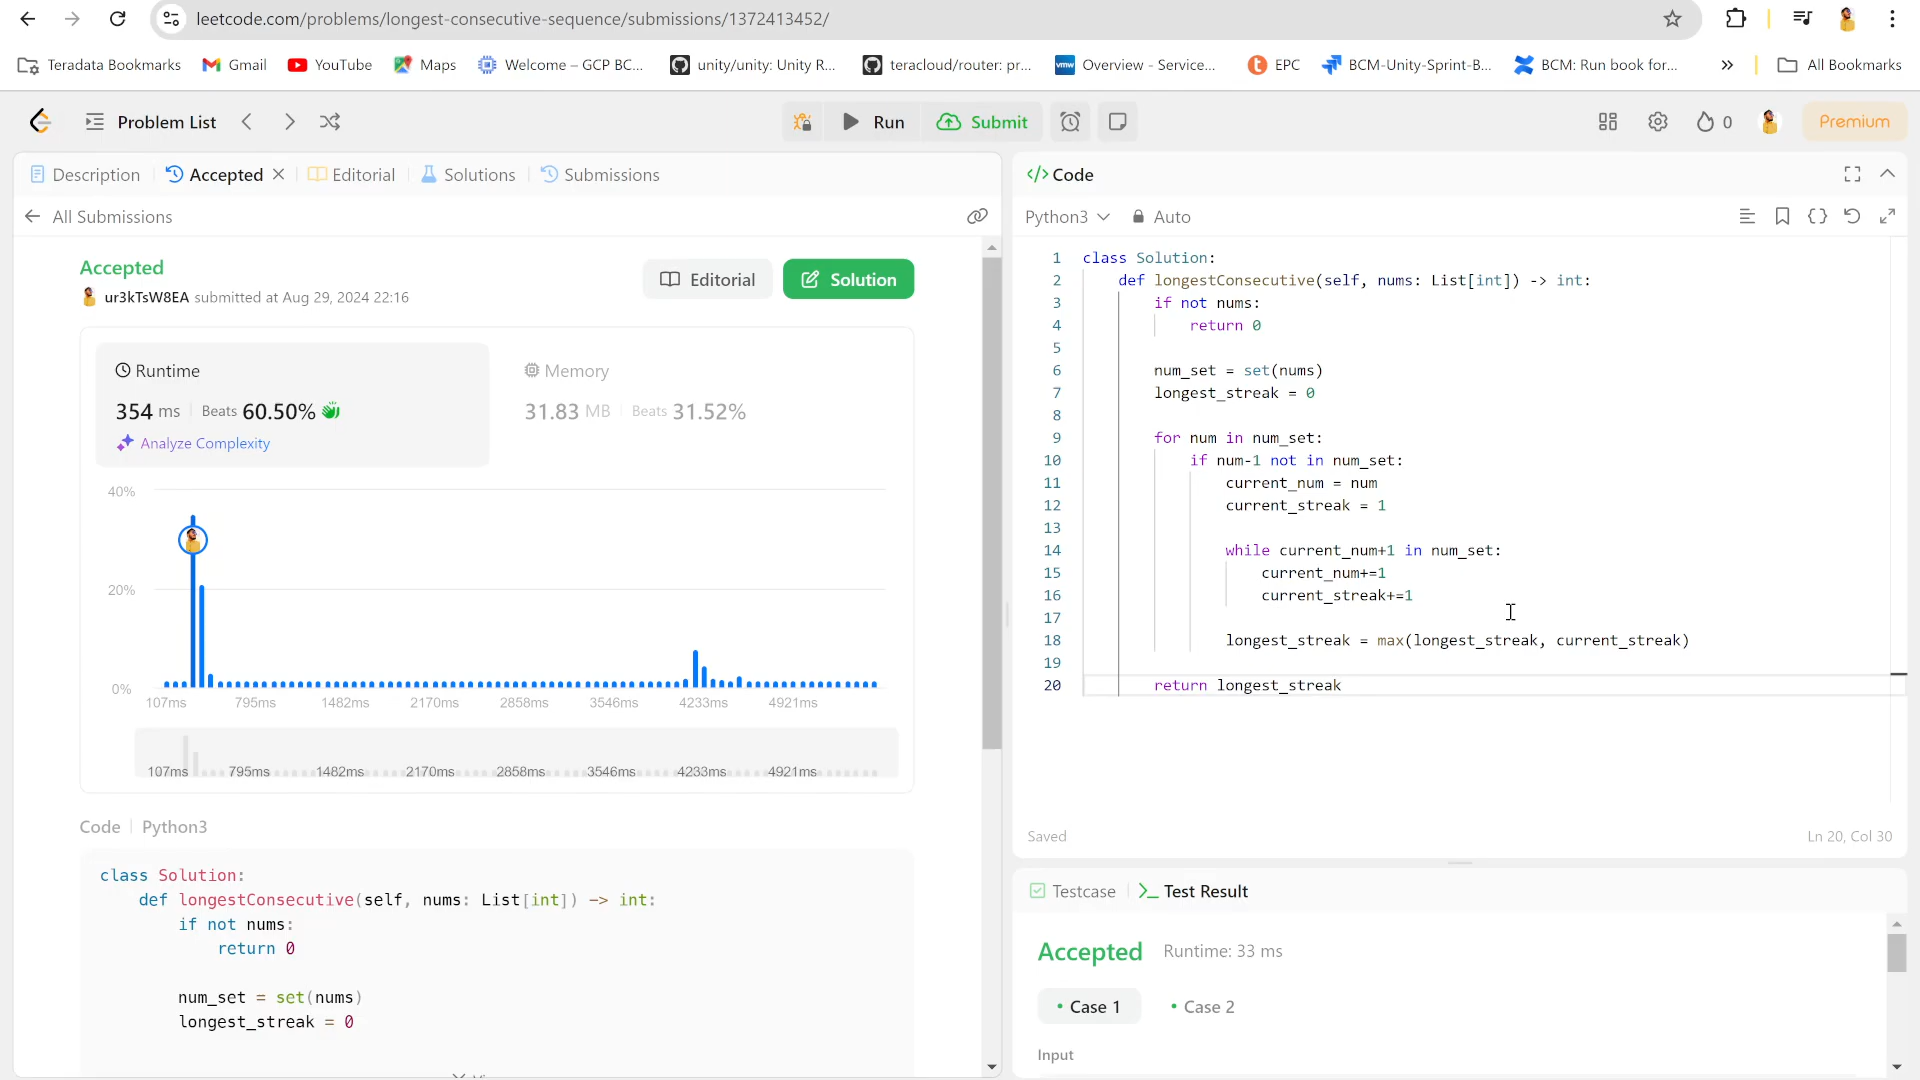 leetcode.com/problems/longest-consecutive-sequence/submissions/1372413452/
Teradata Bookmarks
Gmail
YouTube
Maps
Welcome – GCP BC...
unity/unity: Unity R...
teracloud/router: pr...
vmw
Overview - Service...
EPC
BCM-Unity-Sprint-B...
BCM: Run book for...
»
All Bookmarks
Problem List
Run
Submit
0
Premium
Description
Accepted
Editorial
Solutions
Submissions
All Submissions
Accepted
ur3kTsW8EA submitted at Aug 29, 2024 22:16
Editorial
Solution
Runtime
354 ms | Beats 60.50%
Analyze Complexity
Memory
31.83 MB | Beats 31.52%
40%
20%
0%
107ms 795ms 1482ms 2170ms 2858ms 3546ms 4233ms 4921ms
107ms 795ms 1482ms 2170ms 2858ms 3546ms 4233ms 4921ms
Code | Python3
class Solution:
def longestConsecutive(self, nums: List[int]) -> int:
if not nums:
return 0
num_set = set(nums)
longest_streak = 0
</> Code
Python3
Auto
1 class Solution:
2 def longestConsecutive(self, nums: List[int]) -> int:
3 if not nums:
4 return 0
5
6 num_set = set(nums)
7 longest_streak = 0
8
9 for num in num_set:
10 if num-1 not in num_set:
11 current_num = num
12 current_streak = 1
13
14 while current_num+1 in num_set:
15 current_num+=1
16 current_streak+=1
17
18 longest_streak = max(longest_streak, current_streak)
19
20 return longest_streak
Saved
Ln 20, Col 30
Testcase
>_ Test Result
Accepted Runtime: 33 ms
• Case 1
• Case 2
Input